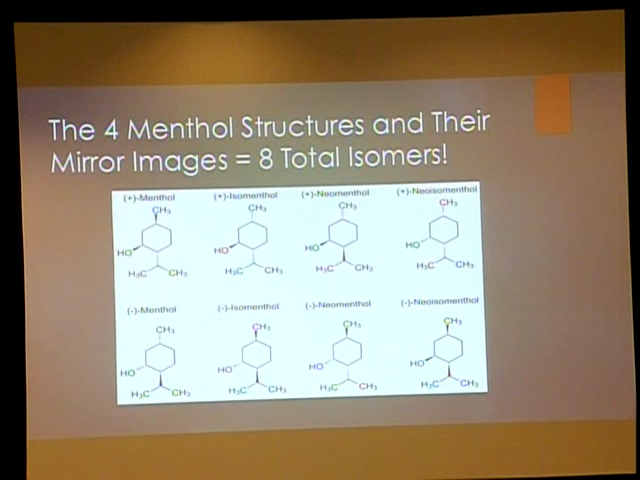 The 4 Menthol Structures and Their
Mirror Images = 8 Total Isomers!
(+)-Menthol (+)-Isomenthol (+)-Neomenthol (+)-Neoisomenthol
CH₃ CH₃ CH₃ CH₃
HO HO HO HO
H₃C CH₃ H₃C CH₃ H₃C CH₃ H₃C CH₃
(-)-Menthol (-)-Isomenthol (-)-Neomenthol (-)-Neoisomenthol
CH₃ CH₃ CH₃ CH₃
HO HO HO HO
H₃C CH₃ H₃C CH₃ H₃C CH₃ H₃C CH₃